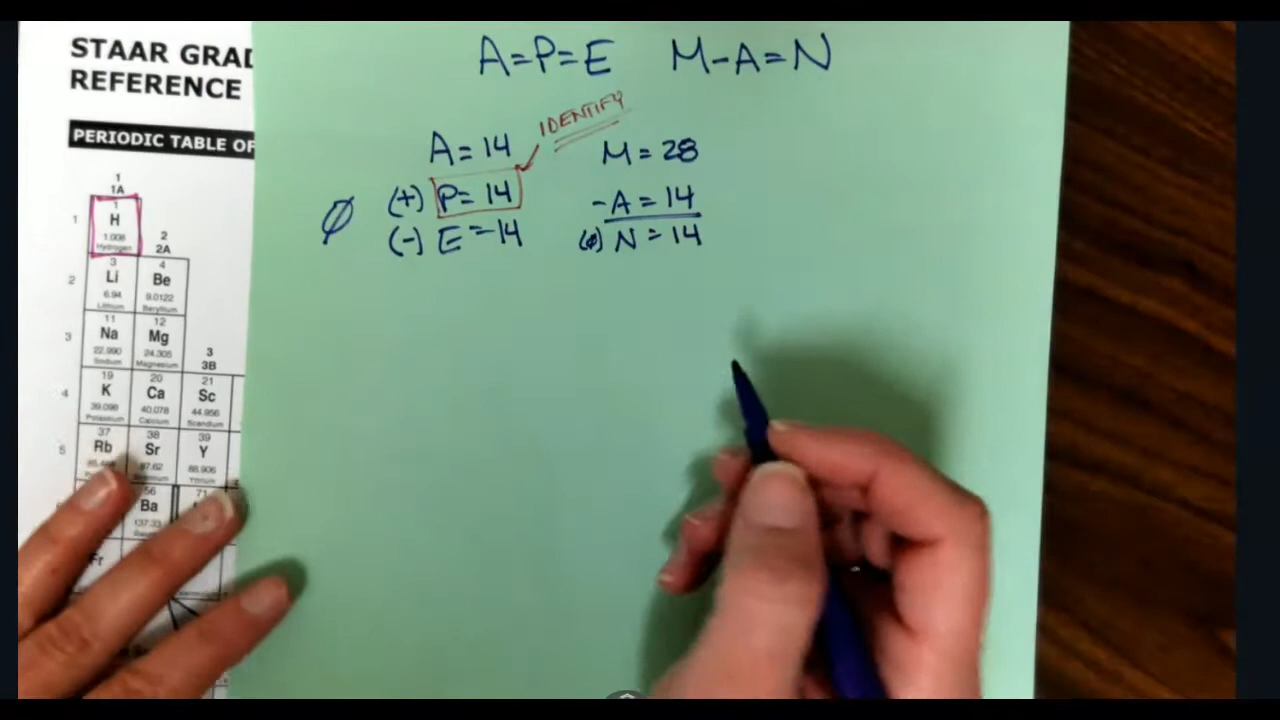 STAAR GRAD
REFERENCE
PERIODIC TABLE OF
A=P=E M-A=N
IDENTIFY
A = 14
(+) P= 14
(-) E = 14
Ø
M = 28
-A = 14
(ø) N = 14
1
1A
2
2A
3
3B
1
1
H
1.008
Hydrogen
2
3
Li
6.94
Lithium
4
Be
9.0122
Beryllium
3
11
Na
22.990
Sodium
12
Mg
24.305
Magnesium
4
19
K
39.098
Potassium
20
Ca
40.078
Calcium
21
Sc
44.956
Scandium
5
37
Rb
38
Sr
87.62
39
Y
88.906
Yttrium
56
Ba
137.33
71
Fr